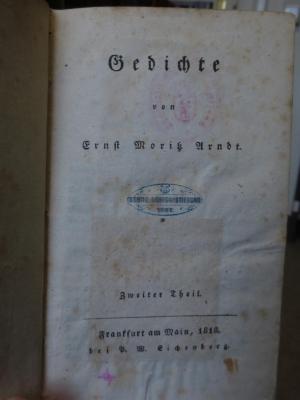 Gedichte
von
Ernst Moritz Arndt.
Zweiter Theil.
Frankfurt am Main, 1818.
bei P. W. Eichenberg.